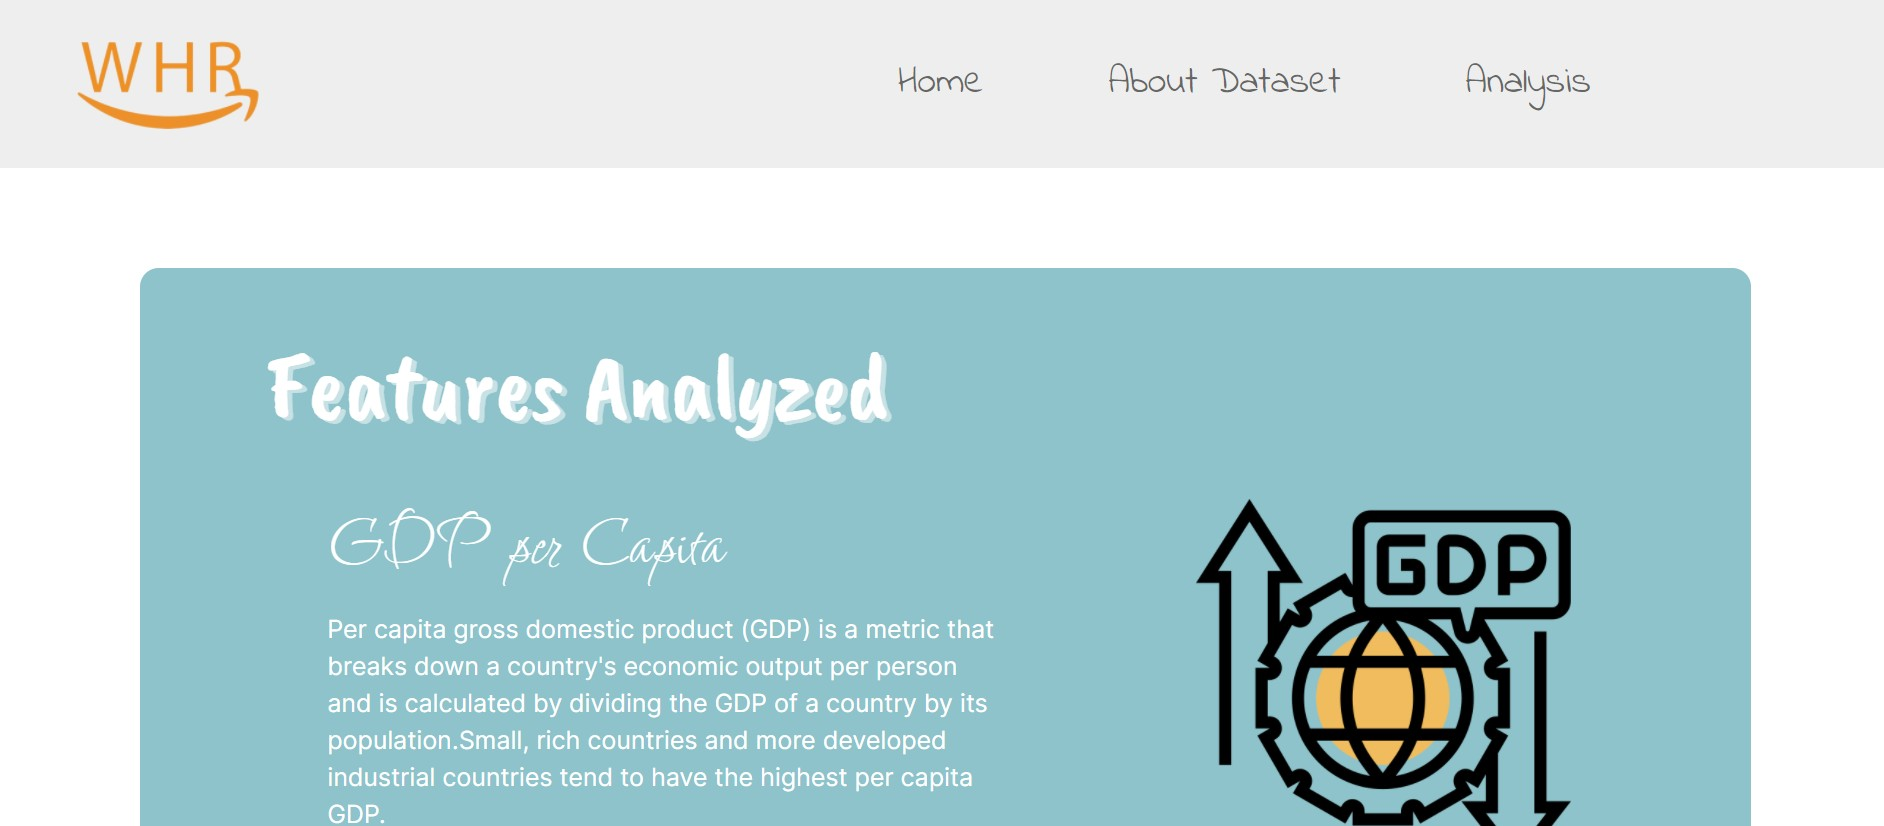 WHR
Home
About Dataset
Analysis
Features Analyzed
GDP per Capita
GDP
Per capita gross domestic product (GDP) is a metric that
breaks down a country's economic output per person
and is calculated by dividing the GDP of a country by its
population.Small, rich countries and more developed
industrial countries tend to have the highest per capita
GDP.